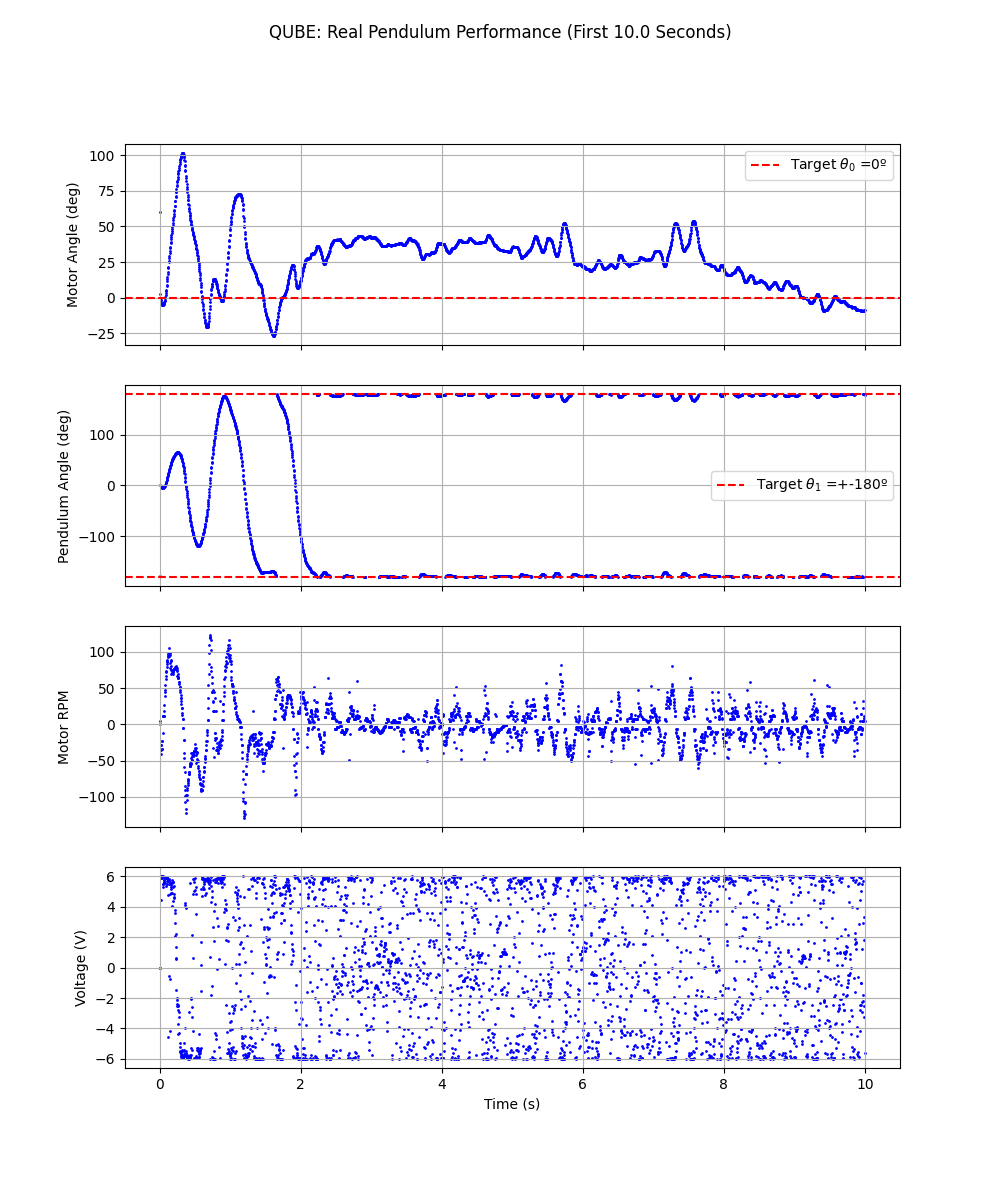 QUBE: Real Pendulum Performance (First 10.0 Seconds)
100
75
50
25
0
−25
Motor Angle (deg)
Target θ₀ =0º
100
0
−100
Pendulum Angle (deg)
Target θ₁ =+-180º
100
50
0
−50
−100
Motor RPM
6
4
2
0
−2
−4
−6
Voltage (V)
0 2 4 6 8 10
Time (s)